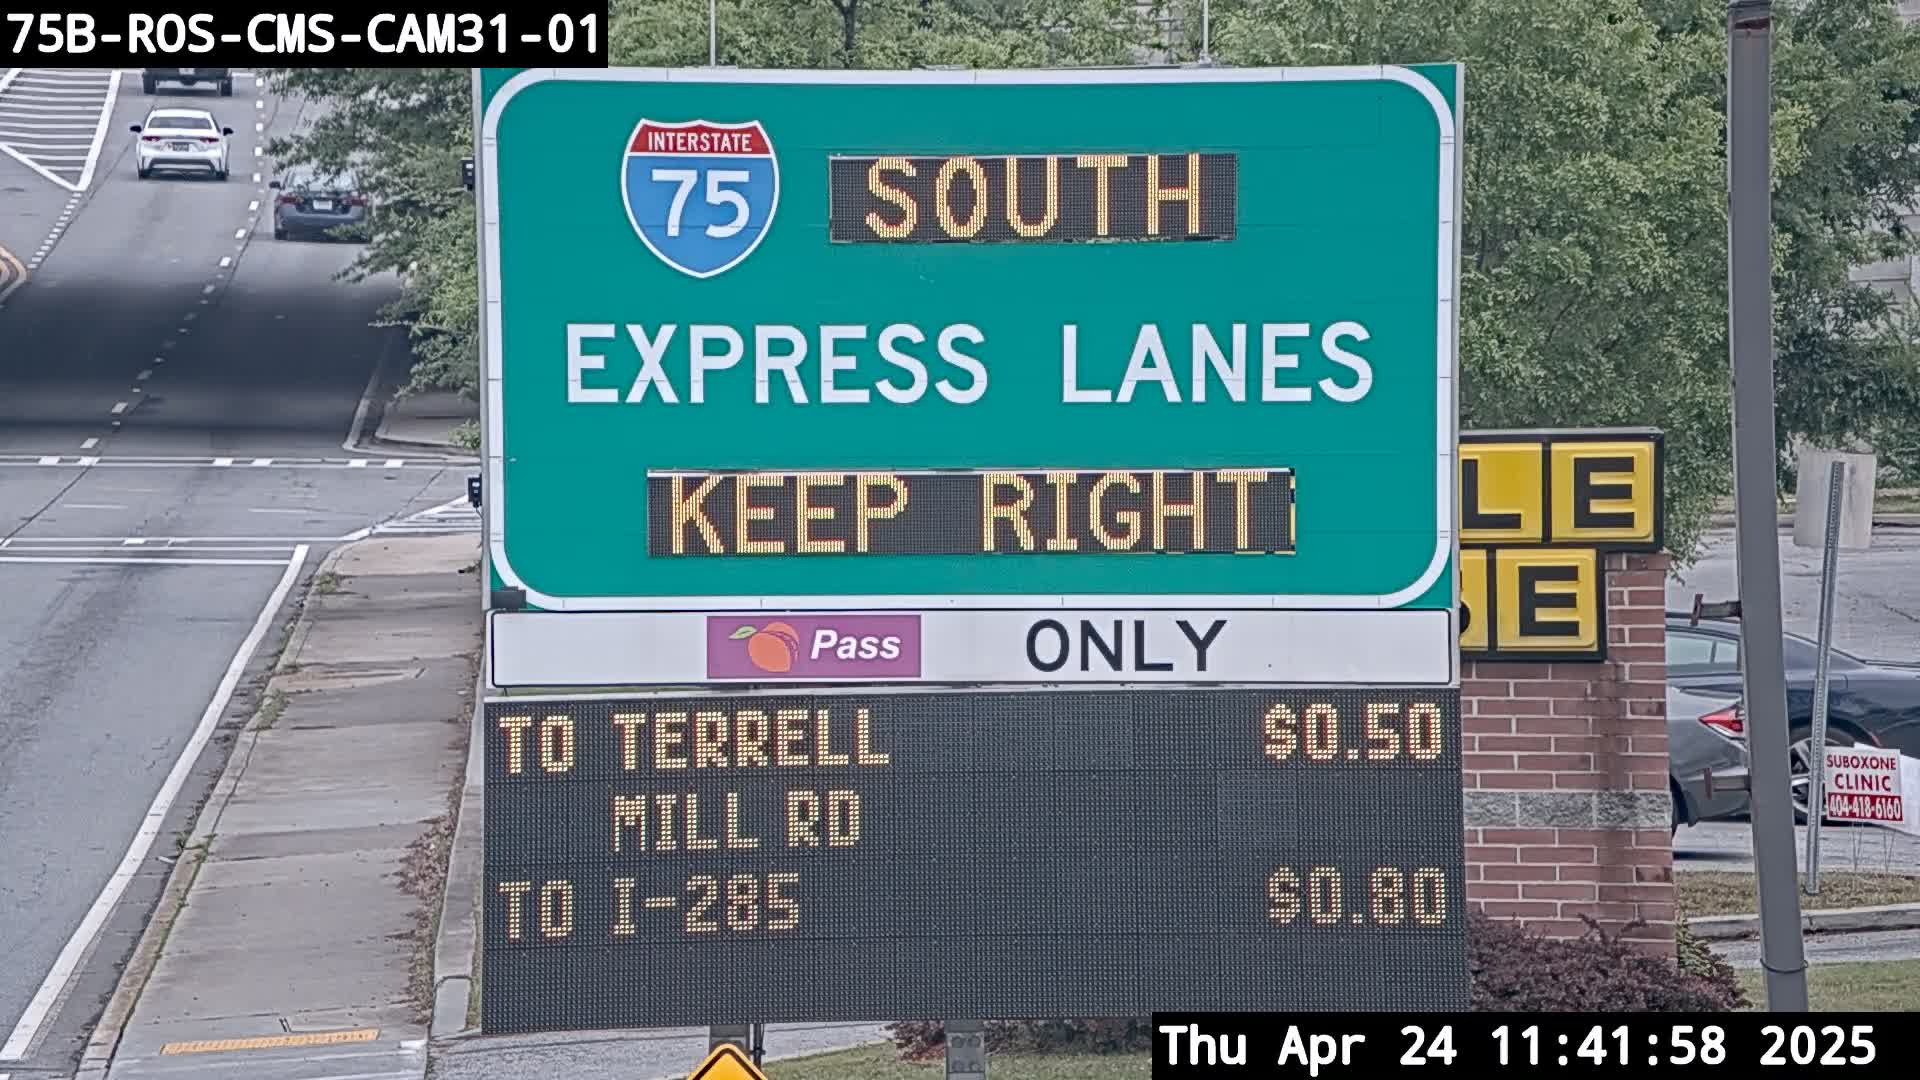 75B-ROS-CMS-CAM31-01
INTERSTATE
75
SOUTH
EXPRESS LANES
KEEP RIGHT
Pass ONLY
TO TERRELL $0.50
MILL RD
TO I-285 $0.80
LE
E
SUBOXONE
CLINIC
404-418-6160
Thu Apr 24 11:41:58 2025